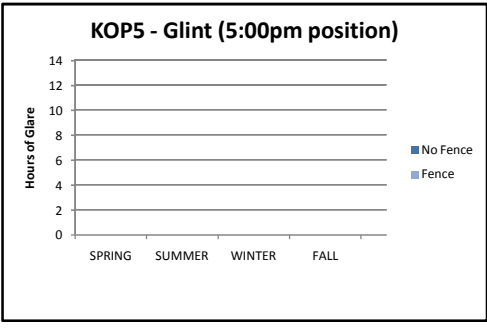 KOP5 - Glint (5:00pm position)
14
12
10
8
6
4
2
0
Hours of Glare
SPRING SUMMER WINTER FALL
No Fence
Fence